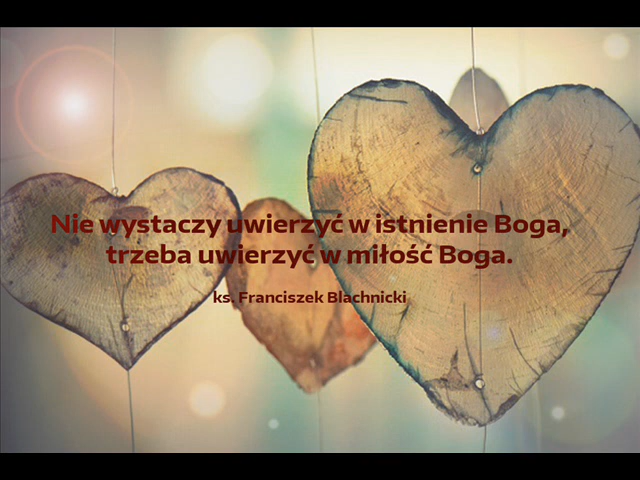 Nie wystaczy uwierzyć w istnienie Boga,
trzeba uwierzyć w miłość Boga.
ks. Franciszek Blachnicki